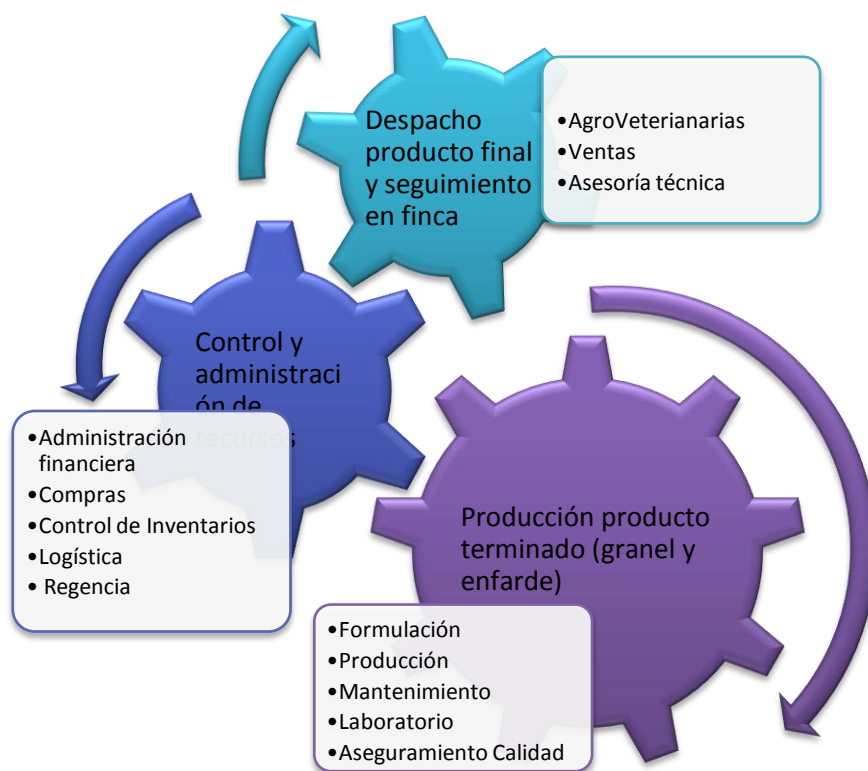 Despacho
producto final
y seguimiento
en finca
•AgroVeterianarias
•Ventas
•Asesoría técnica
Control y
administraci
ón de
recursos
•Administración
financiera
•Compras
•Control de Inventarios
•Logística
• Regencia
Producción producto
terminado (granel y
enfarde)
•Formulación
•Producción
•Mantenimiento
•Laboratorio
•Aseguramiento Calidad